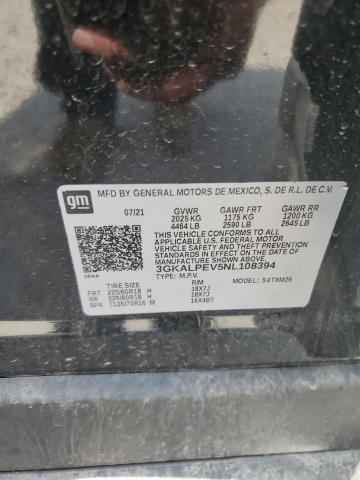 gm
MFD BY GENERAL MOTORS DE MEXICO, S. DE R.L. DE C.V.
07/21 GVWR GAWR FRT GAWR RR
2025 KG 1175 KG 1200 KG
4464 LB 2590 LB 2645 LB
THIS VEHICLE CONFORMS TO ALL
APPLICABLE U.S. FEDERAL MOTOR
VEHICLE SAFETY AND THEFT PREVENTION
STANDARDS IN EFFECT ON THE DATE OF
MANUFACTURE SHOWN ABOVE.
3GKALPEV5NL108394
TYPE: M.P.V. MODEL: S4TXM26
TIRE SIZE RIM
FRT 225/60R18 H 18X7J
RR 225/60R18 H 18X7J
SPA T135/70R16 M 16X4BT